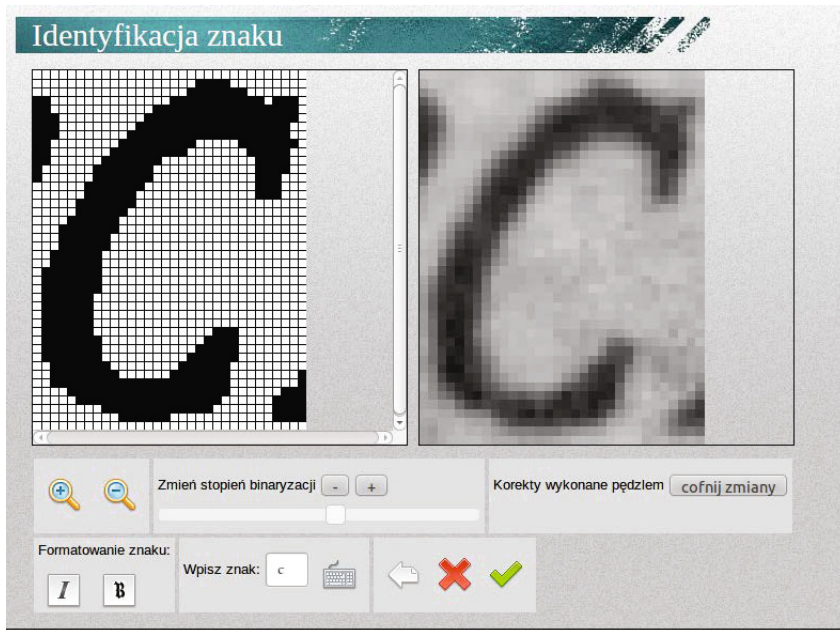 Identyfikacja znaku
C C
Zmień stopień binaryzacji - +
Korekty wykonane pędzlem cofnij zmiany
Formatowanie znaku:
I B
Wpisz znak: c